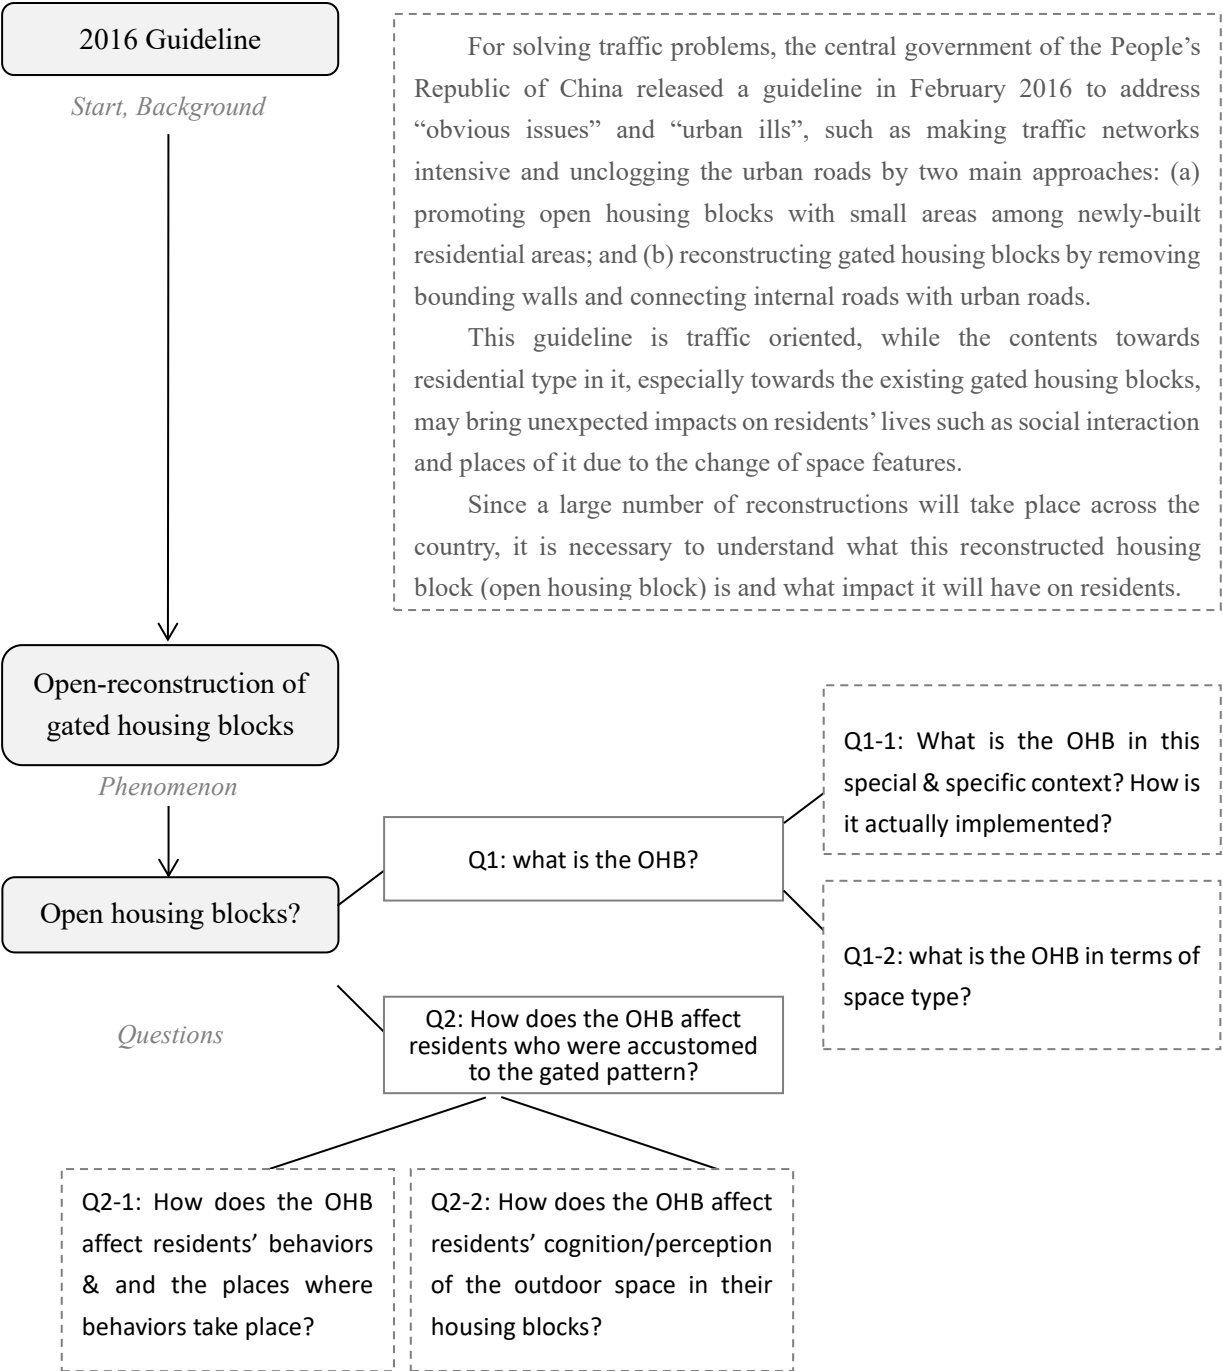 2016 Guideline
Start, Background
For solving traffic problems, the central government of the People’s
Republic of China released a guideline in February 2016 to address
“obvious issues” and “urban ills”, such as making traffic networks
intensive and unclogging the urban roads by two main approaches: (a)
promoting open housing blocks with small areas among newly-built
residential areas; and (b) reconstructing gated housing blocks by removing
bounding walls and connecting internal roads with urban roads.
This guideline is traffic oriented, while the contents towards
residential type in it, especially towards the existing gated housing blocks,
may bring unexpected impacts on residents’ lives such as social interaction
and places of it due to the change of space features.
Since a large number of reconstructions will take place across the
country, it is necessary to understand what this reconstructed housing
block (open housing block) is and what impact it will have on residents.
Open-reconstruction of
gated housing blocks
Phenomenon
Open housing blocks?
Questions
Q1: what is the OHB?
Q1-1: What is the OHB in this
special & specific context? How is
it actually implemented?
Q1-2: what is the OHB in terms of
space type?
Q2: How does the OHB affect
residents who were accustomed
to the gated pattern?
Q2-1: How does the OHB
affect residents’ behaviors
& and the places where
behaviors take place?
Q2-2: How does the OHB affect
residents’ cognition/perception
of the outdoor space in their
housing blocks?